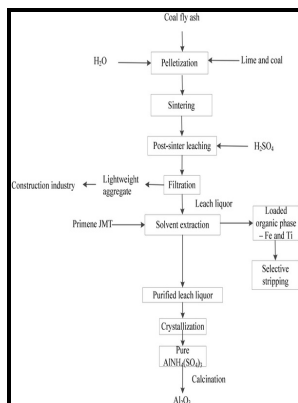 Coal fly ash
H₂O
Pelletization
Lime and coal
Sintering
Post-sinter leaching
H₂SO₄
Construction industry
Lightweight
aggregate
Filtration
Leach liquor
Primene JMT
Solvent extraction
Loaded
organic phase
– Fe and Ti
Selective
stripping
Purified leach liquor
Crystallization
Pure
AlNH₄(SO₄)₂
Calcination
Al₂O₃